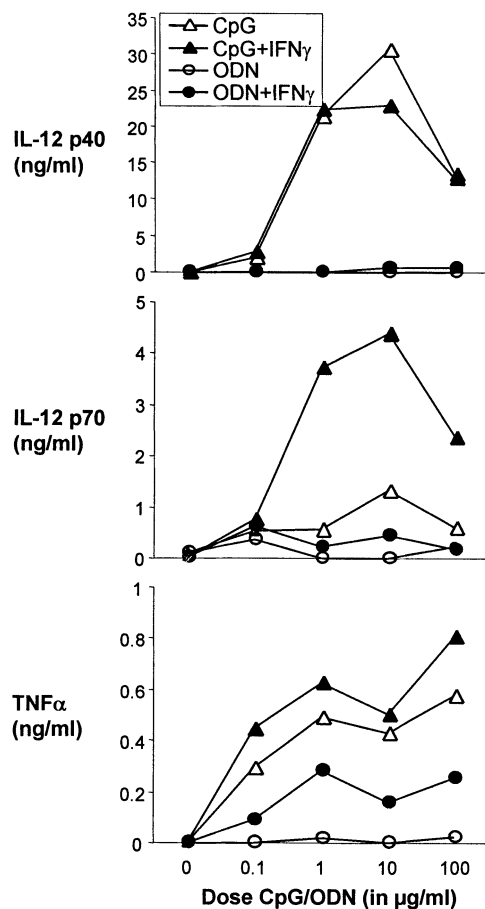 CpG
CpG+IFNγ
ODN
ODN+IFNγ
IL-12 p40
(ng/ml)
35
30
25
20
15
10
5
0
IL-12 p70
(ng/ml)
5
4
3
2
1
0
TNFα
(ng/ml)
1
0.8
0.6
0.4
0.2
0
0 0.1 1 10 100
Dose CpG/ODN (in µg/ml)